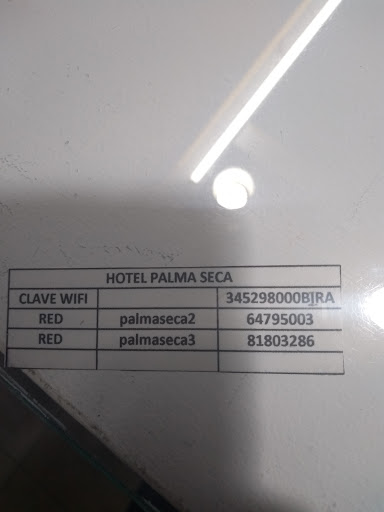 HOTEL PALMA SECA
CLAVE WIFI 345298000BIRA
RED palmaseca2 64795003
RED palmaseca3 81803286